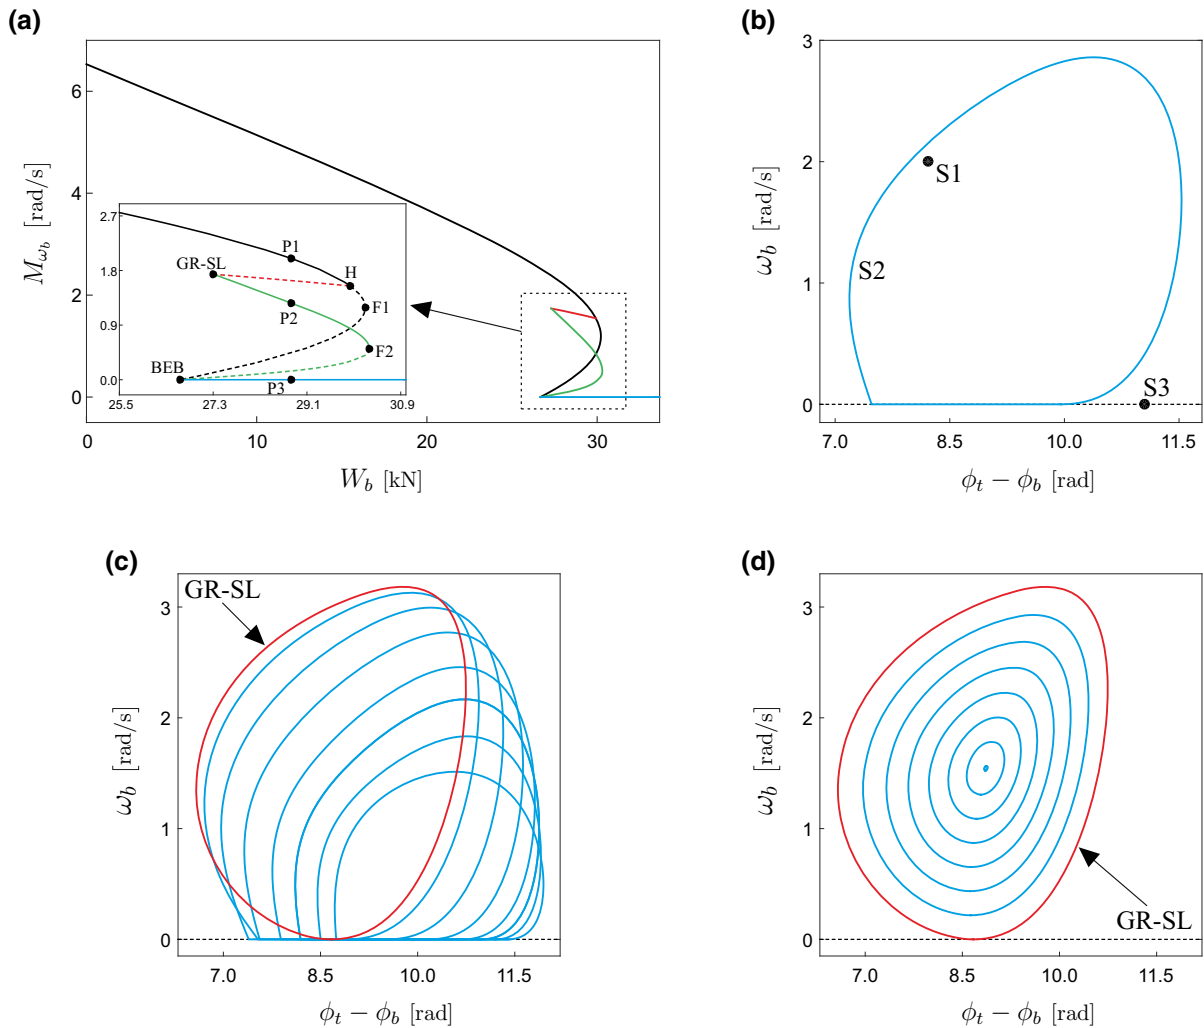 (a)
6
4
2
0
0
10
20
30
M_{ω_b} [rad/s]
W_b [kN]
2.7
1.8
0.9
0.0
25.5
27.3
29.1
30.9
P1
GR-SL
H
F1
P2
F2
BEB
P3
(b)
3
2
1
0
7.0
8.5
10.0
11.5
ω_b [rad/s]
ϕ_t − ϕ_b [rad]
S1
S2
S3
(c)
GR-SL
3
2
1
0
7.0
8.5
10.0
11.5
ω_b [rad/s]
ϕ_t − ϕ_b [rad]
(d)
3
2
1
0
7.0
8.5
10.0
11.5
ω_b [rad/s]
ϕ_t − ϕ_b [rad]
GR-SL